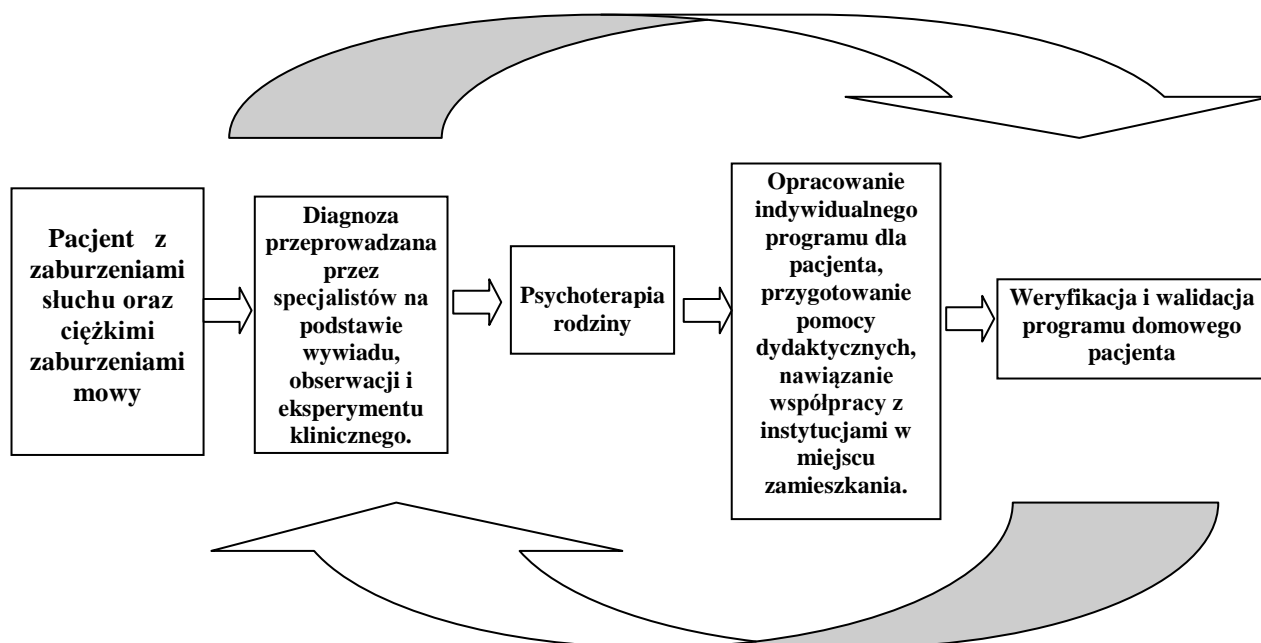 Pacjent z
zaburzeniami
słuchu oraz
ciężkimi
zaburzeniami
mowy
Diagnoza
przeprowadzana
przez
specjalistów na
podstawie
wywiadu,
obserwacji i
eksperymentu
klinicznego.
Psychoterapia
rodziny
Opracowanie
indywidualnego
programu dla
pacjenta,
przygotowanie
pomocy
dydaktycznych,
nawiązanie
współpracy z
instytucjami w
miejscu
zamieszkania.
Weryfikacja i walidacja
programu domowego
pacjenta